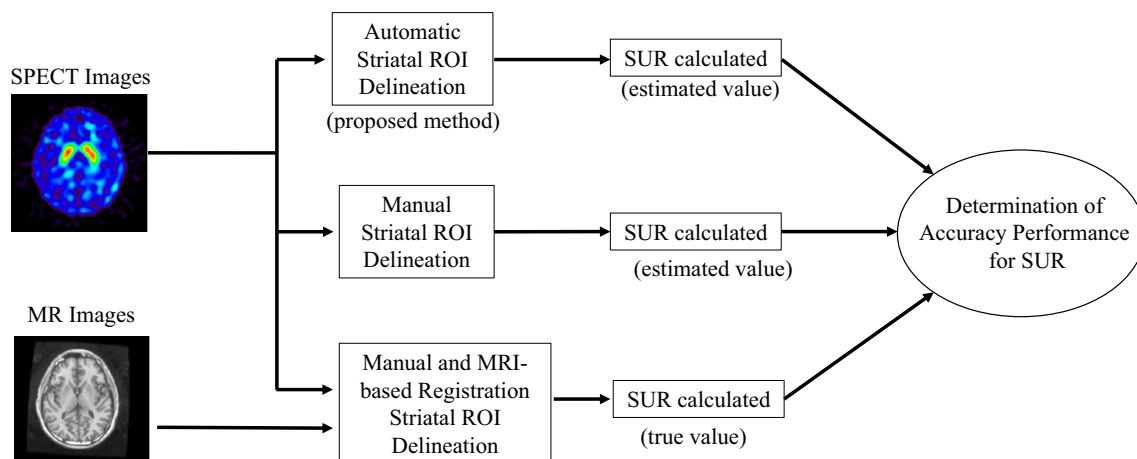 SPECT Images
Automatic
Striatal ROI
Delineation
(proposed method)
SUR calculated
(estimated value)
Manual
Striatal ROI
Delineation
SUR calculated
(estimated value)
MR Images
Manual and MRI-
based Registration
Striatal ROI
Delineation
SUR calculated
(true value)
Determination of
Accuracy Performance
for SUR